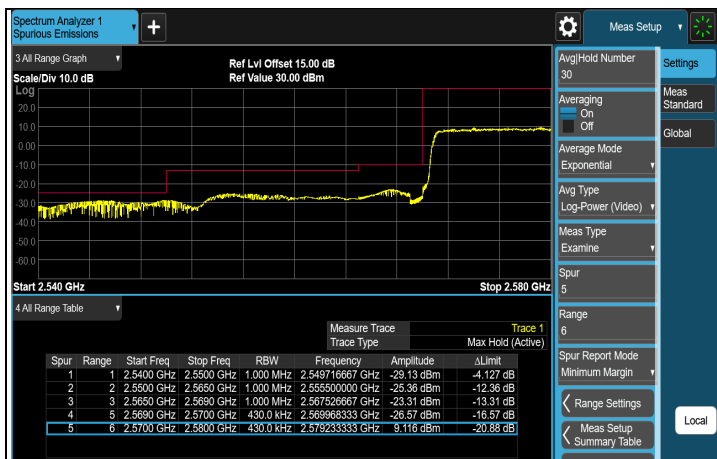 Spectrum Analyzer 1
Spurious Emissions
+
Meas Setup
3 All Range Graph
Scale/Div 10.0 dB
Ref Lvl Offset 15.00 dB
Ref Value 30.00 dBm
Log
20.0
10.0
0.00
-10.0
-20.0
-30.0
-40.0
-50.0
-60.0
Start 2.540 GHz
Stop 2.580 GHz
4 All Range Table
Measure Trace Trace 1
Trace Type Max Hold (Active)
Spur Range Start Freq Stop Freq RBW Frequency Amplitude ΔLimit
1 1 2.5400 GHz 2.5500 GHz 1.000 MHz 2.549716667 GHz -29.13 dBm -4.127 dB
2 2 2.5500 GHz 2.5650 GHz 1.000 MHz 2.555500000 GHz -25.36 dBm -12.36 dB
3 3 2.5650 GHz 2.5690 GHz 1.000 MHz 2.567526667 GHz -23.31 dBm -13.31 dB
4 5 2.5690 GHz 2.5700 GHz 430.0 kHz 2.569968333 GHz -26.57 dBm -16.57 dB
5 6 2.5700 GHz 2.5800 GHz 430.0 kHz 2.579233333 GHz 9.116 dBm -20.88 dB
Avg|Hold Number
30
Averaging
On
Off
Average Mode
Exponential
Avg Type
Log-Power (Video)
Meas Type
Examine
Spur
5
Range
6
Spur Report Mode
Minimum Margin
Range Settings
Meas Setup
Summary Table
Settings
Meas
Standard
Global
Local